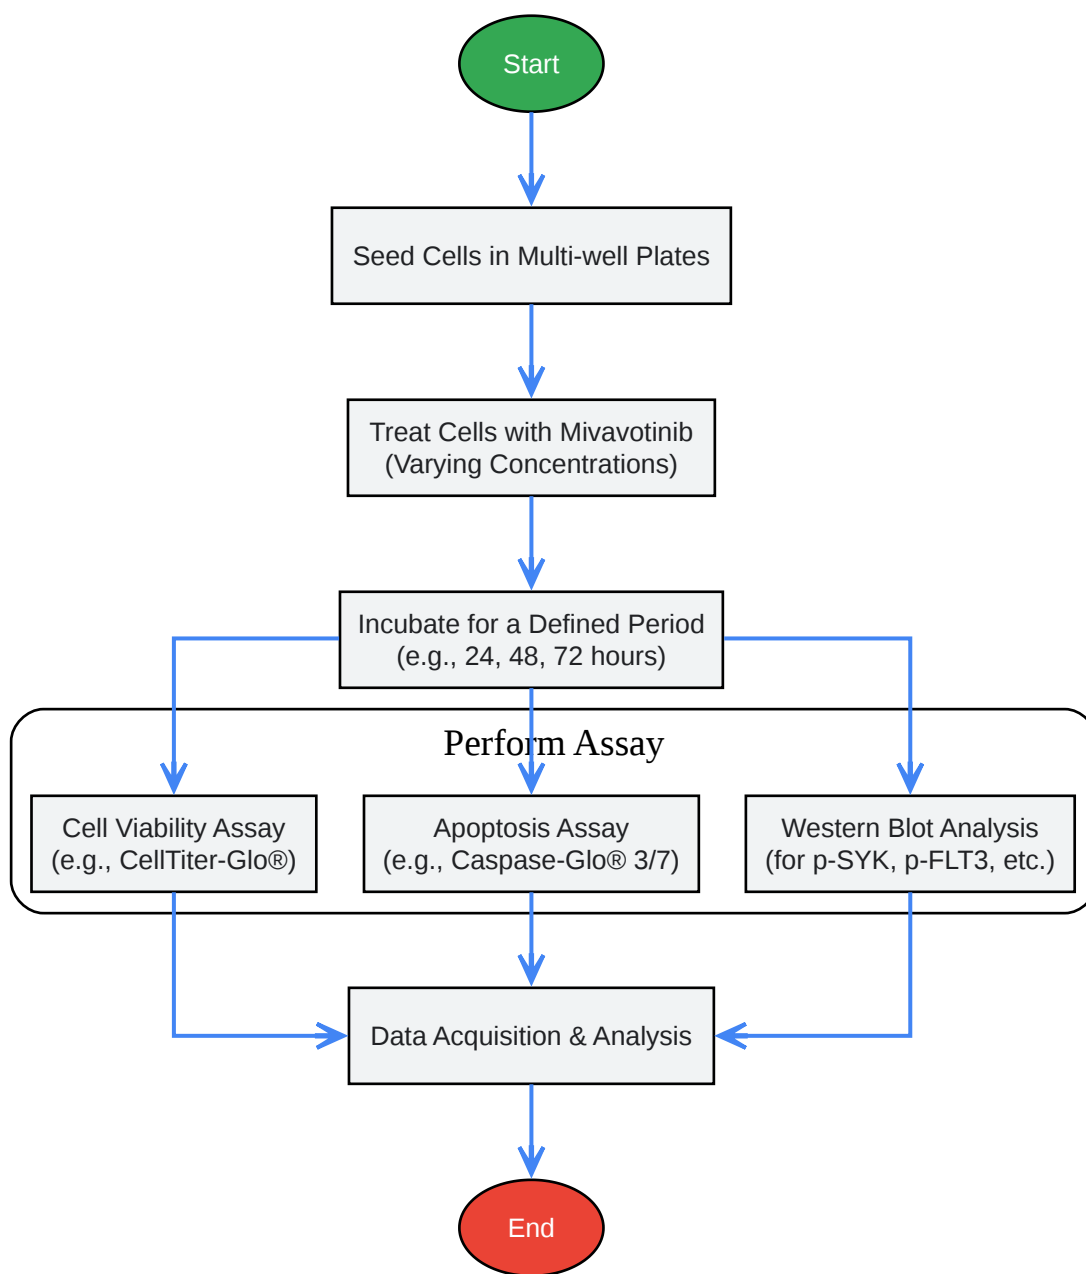 Start
Seed Cells in Multi-well Plates
Treat Cells with Mivavotinib
(Varying Concentrations)
Incubate for a Defined Period
(e.g., 24, 48, 72 hours)
Perform Assay
Cell Viability Assay
(e.g., CellTiter-Glo®)
Apoptosis Assay
(e.g., Caspase-Glo® 3/7)
Western Blot Analysis
(for p-SYK, p-FLT3, etc.)
Data Acquisition & Analysis
End